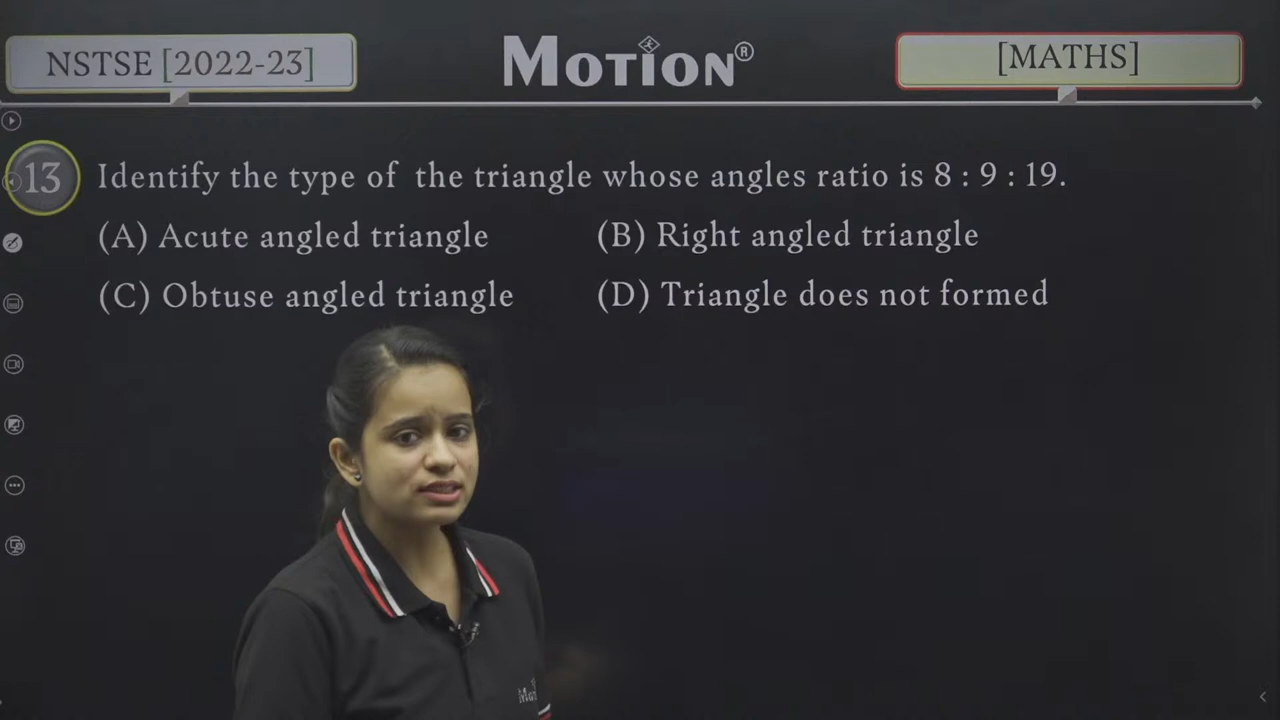 NSTSE [2022-23]
MOTION®
[MATHS]
13 Identify the type of the triangle whose angles ratio is 8 : 9 : 19.
(A) Acute angled triangle (B) Right angled triangle
(C) Obtuse angled triangle (D) Triangle does not formed